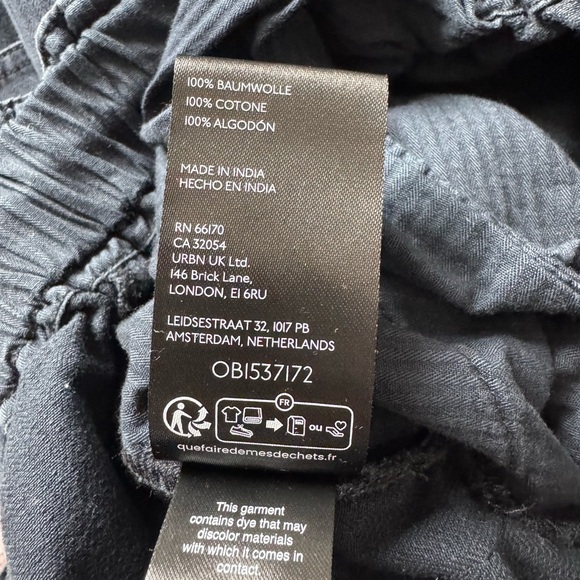 100% BAUMWOLLE
100% COTONE
100% ALGODÓN
MADE IN INDIA
HECHO EN INDIA
RN 66170
CA 32054
URBN UK Ltd.
146 Brick Lane,
LONDON, E1 6RU
LEIDSESTRAAT 32, 1017 PB
AMSTERDAM, NETHERLANDS
OB1537172
FR
ou
quefairedemesdechets.fr
This garment
contains dye that may
discolor materials
with which it comes in
contact.